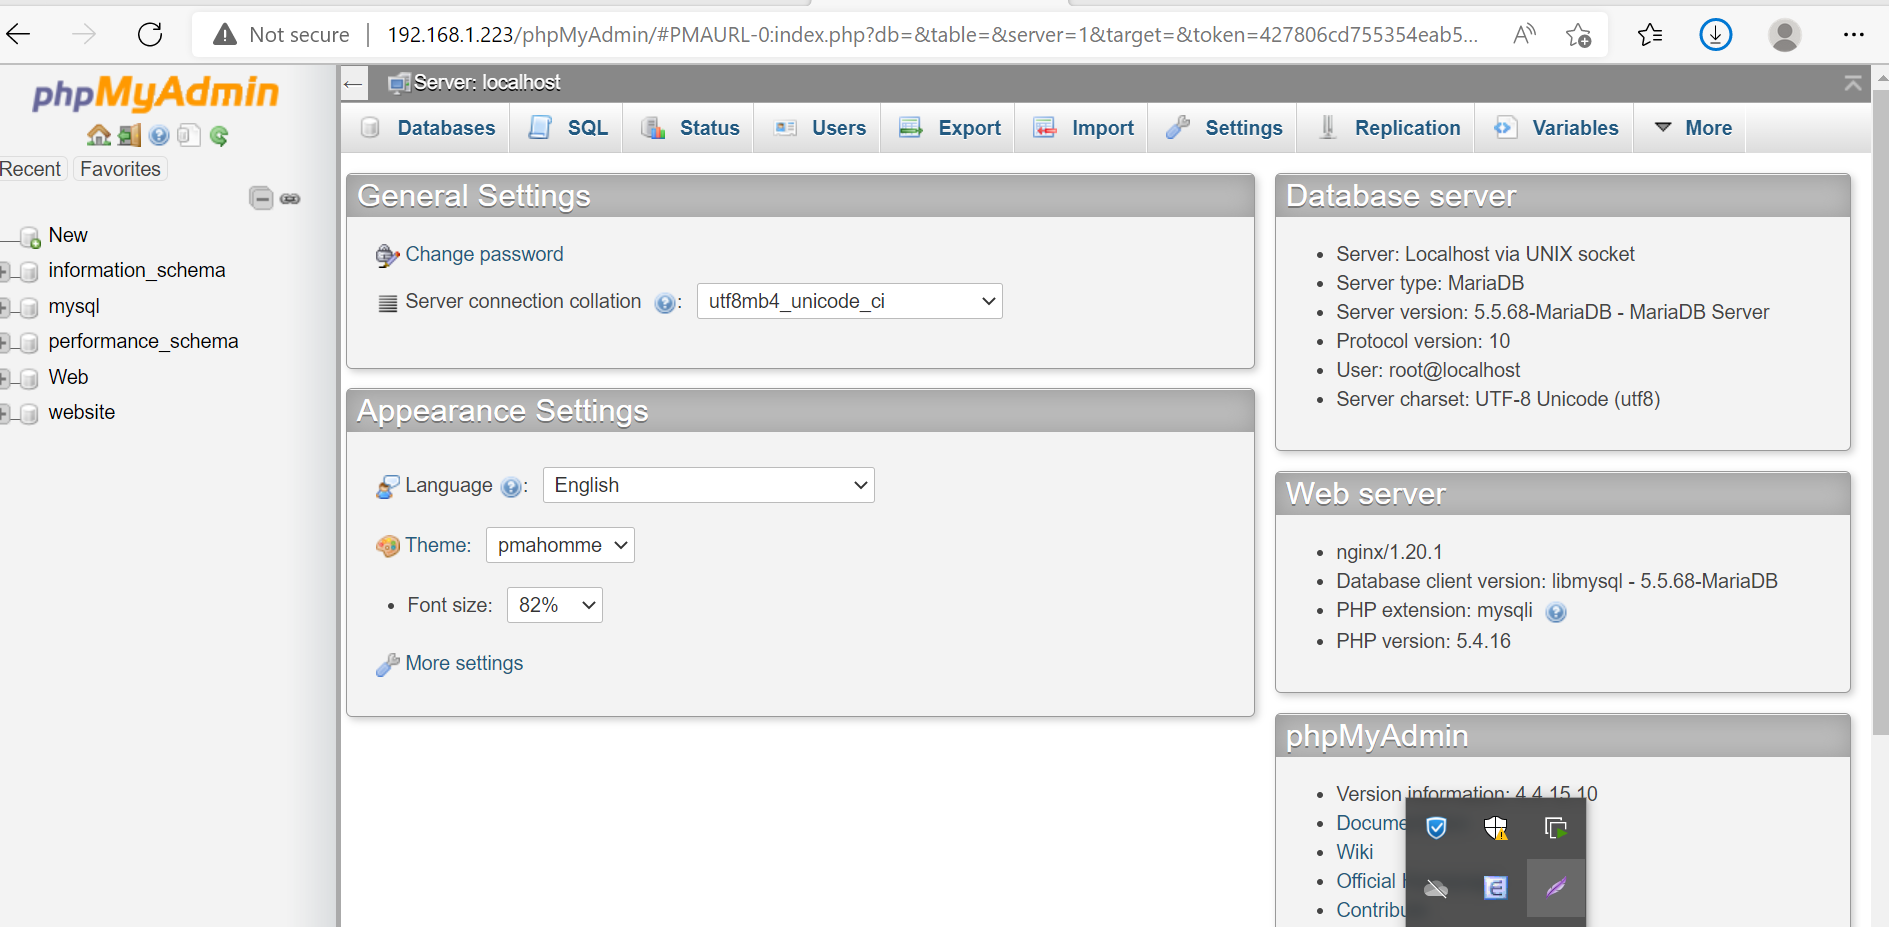 Not secure | 192.168.1.223/phpMyAdmin/#PMAURL-0:index.php?db=&table=&server=1&target=&token=427806cd755354eab5...
phpMyAdmin
Recent Favorites
New
information_schema
mysql
performance_schema
Web
website
Server: localhost
Databases SQL Status Users Export Import Settings Replication Variables More
General Settings
Change password
Server connection collation : utf8mb4_unicode_ci
Appearance Settings
Language : English
Theme: pmahomme
• Font size: 82%
More settings
Database server
• Server: Localhost via UNIX socket
• Server type: MariaDB
• Server version: 5.5.68-MariaDB - MariaDB Server
• Protocol version: 10
• User: root@localhost
• Server charset: UTF-8 Unicode (utf8)
Web server
• nginx/1.20.1
• Database client version: libmysql - 5.5.68-MariaDB
• PHP extension: mysqli
• PHP version: 5.4.16
phpMyAdmin
• Version information: 4.4.15.10
• Docume
• Wiki
• Official
• Contribu